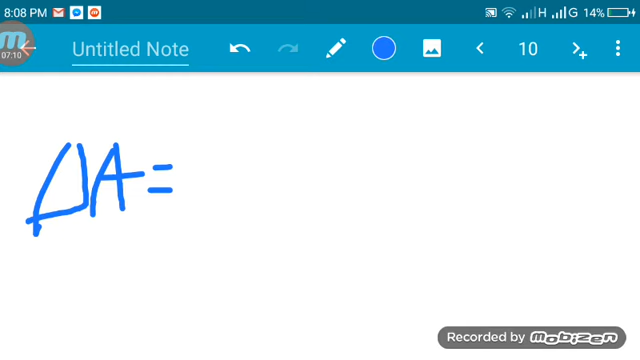 8:08 PM H G 14%
07:10 Untitled Note 10
ΔA=
Recorded by mobizen